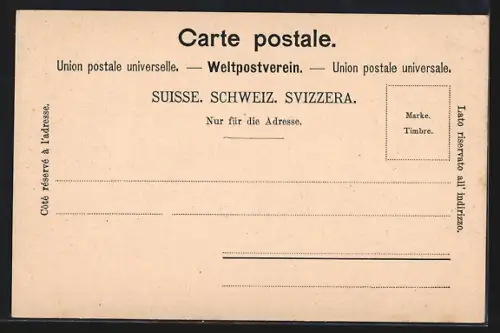 Carte postale.
Union postale universelle. — Weltpostverein. — Union postale universale.
SUISSE. SCHWEIZ. SVIZZERA.
Nur für die Adresse.
Marke.
Timbre.
Côté réservé à l'adresse.
Lato riservato all' indirizzo.